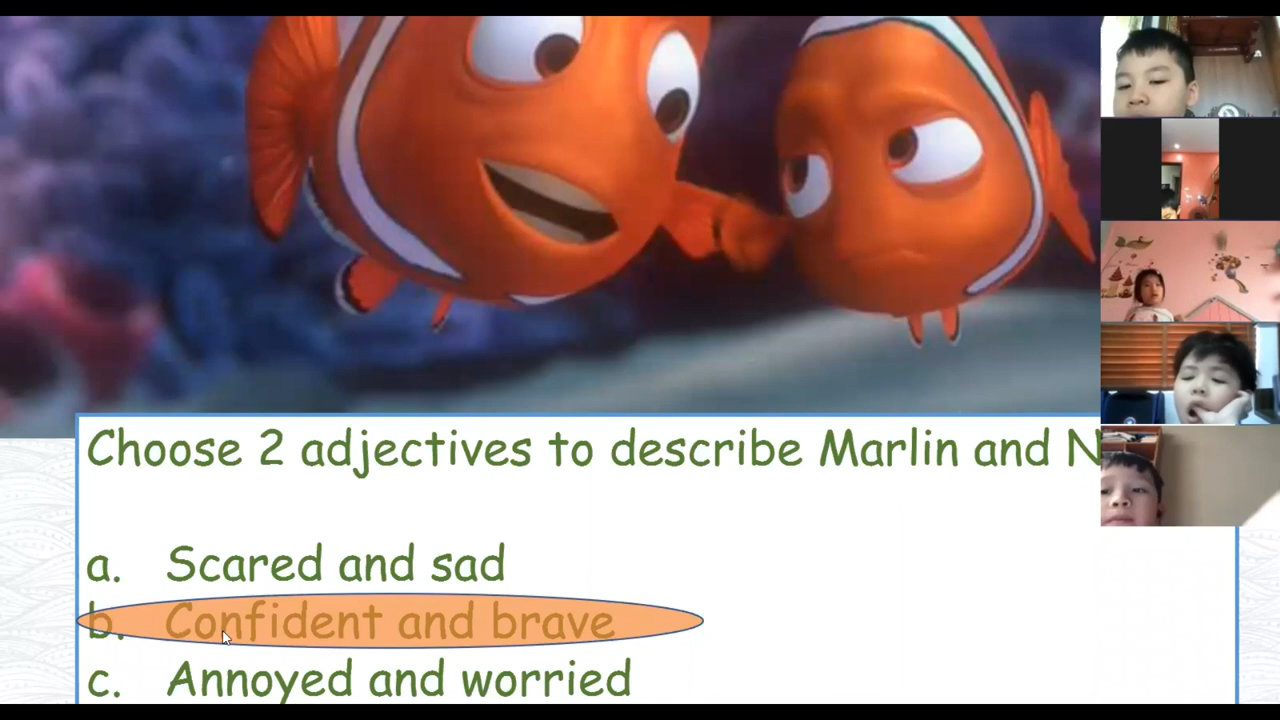 Choose 2 adjectives to describe Marlin and N
a. Scared and sad
b. Confident and brave
c. Annoyed and worried